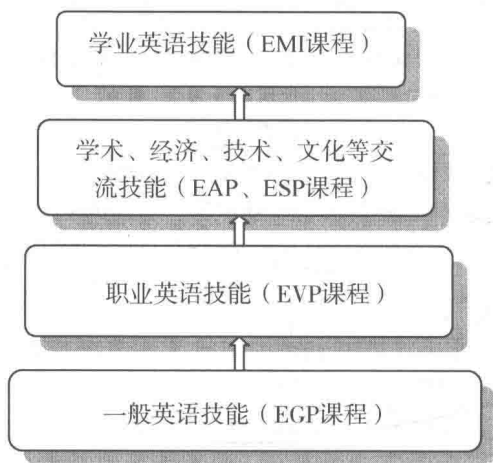 学业英语技能（EMI课程）
学术、经济、技术、文化等交
流技能（EAP、ESP课程）
职业英语技能（EVP课程）
一般英语技能（EGP课程）